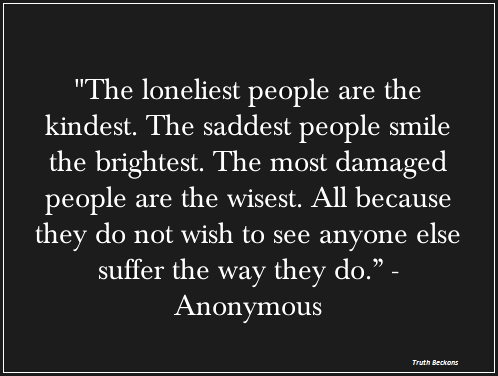 "The loneliest people are the
kindest. The saddest people smile
the brightest. The most damaged
people are the wisest. All because
they do not wish to see anyone else
suffer the way they do.” -
Anonymous
Truth Beckons